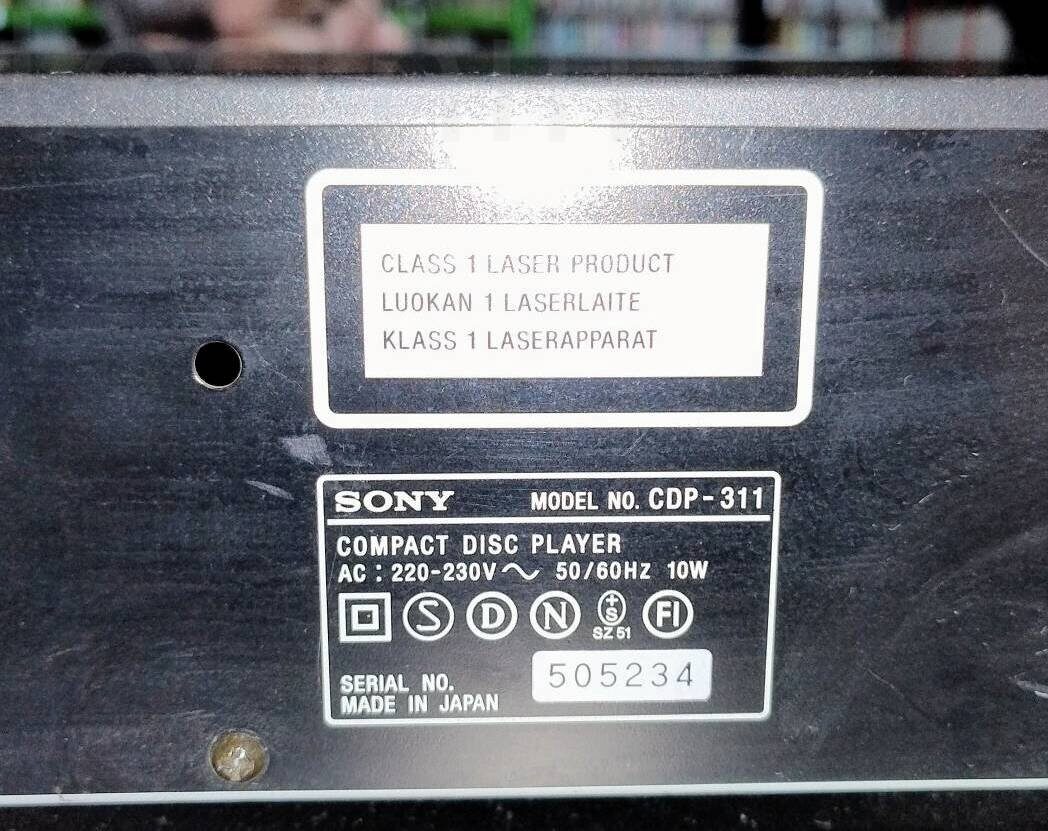 CLASS 1 LASER PRODUCT
LUOKAN 1 LASERLAITE
KLASS 1 LASERAPPARAT
SONY MODEL NO. CDP-311
COMPACT DISC PLAYER
AC : 220-230V ~ 50/60HZ 10W
S D N +S FI
SZ 51
SERIAL NO. 505234
MADE IN JAPAN